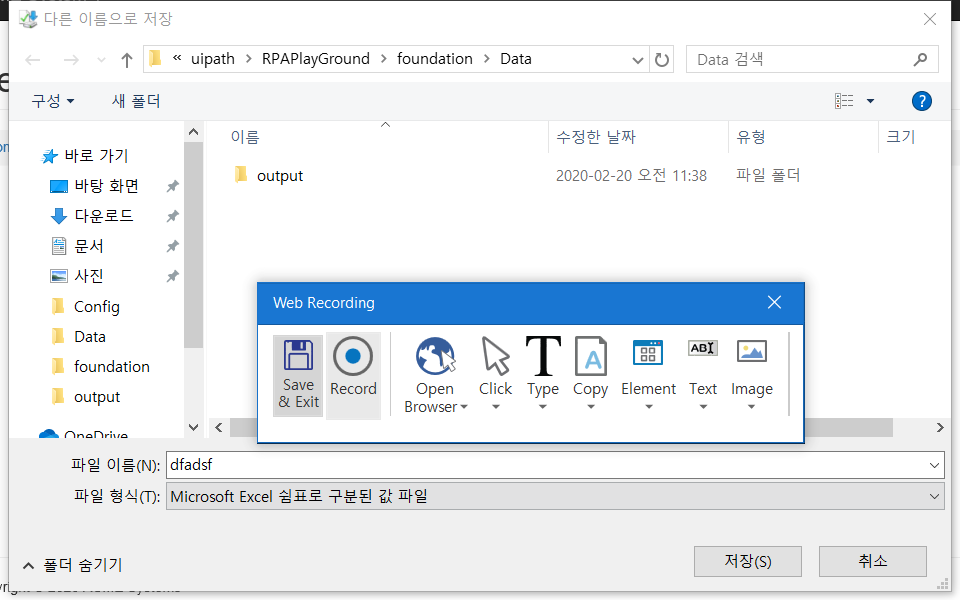 다른 이름으로 저장
« uipath > RPAPlayGround > foundation > Data
Data 검색
구성
새 폴더
이름
수정한 날짜
유형
크기
바로 가기
바탕 화면
다운로드
문서
사진
Config
Data
foundation
output
OneDrive
output
2020-02-20 오전 11:38
파일 폴더
Web Recording
Save
& Exit
Record
Open
Browser
Click
Type
Copy
Element
Text
Image
파일 이름(N):
dfadsf
파일 형식(T):
Microsoft Excel 쉼표로 구분된 값 파일
폴더 숨기기
저장(S)
취소